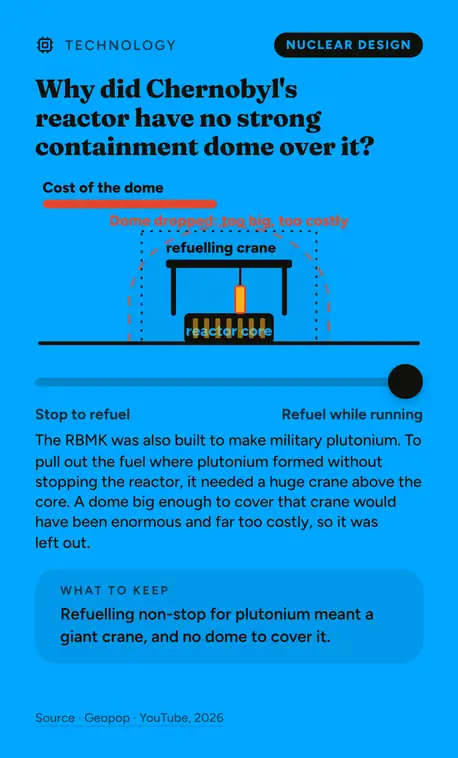 TECHNOLOGY
NUCLEAR DESIGN
Why did Chernobyl's
reactor have no strong
containment dome over it?
Cost of the dome
Dome dropped: too big, too costly
refuelling crane
reactor core
Stop to refuel
Refuel while running
The RBMK was also built to make military plutonium. To
pull out the fuel where plutonium formed without
stopping the reactor, it needed a huge crane above the
core. A dome big enough to cover that crane would
have been enormous and far too costly, so it was
left out.
WHAT TO KEEP
Refuelling non-stop for plutonium meant a
giant crane, and no dome to cover it.
Source · Geopop · YouTube, 2026